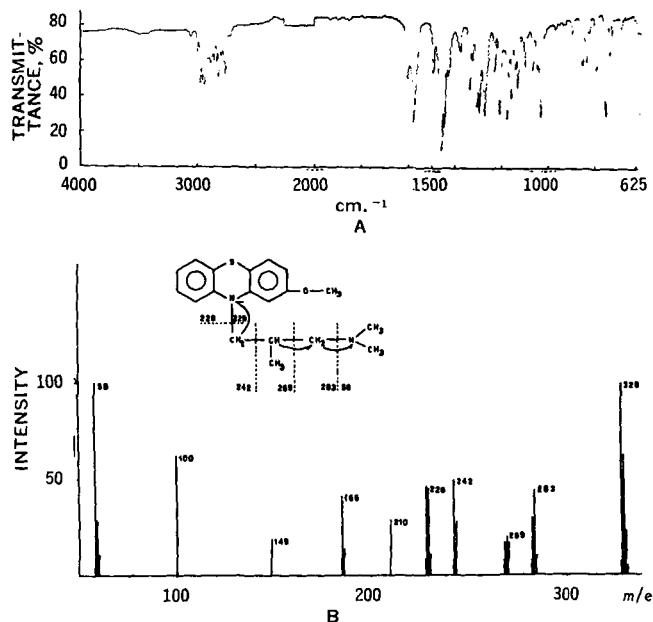 TRANSMIT-
TANCE, %
80
60
40
20
0
4000 3000 2000 1500 1000 625
cm.⁻¹
A
S
N
O—CH₃
228 329
CH₂ CH CH₂ N CH₃
CH₃ CH₃
242 269 283 58
INTENSITY
100
50
58
100
149
210
242
269
283
329
100 200 300 m/e
B